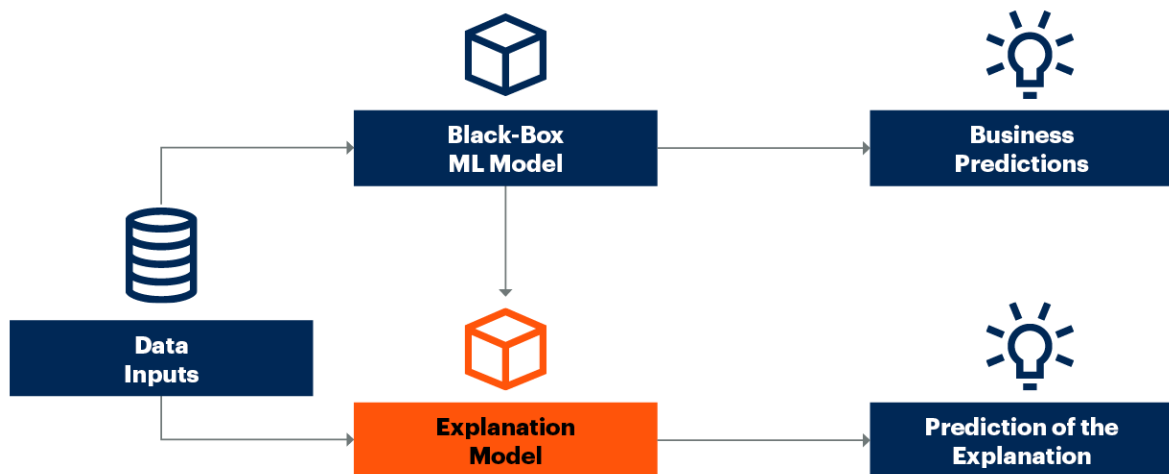 Black-Box
ML Model
Business
Predictions
Data
Inputs
Explanation
Model
Prediction of the
Explanation